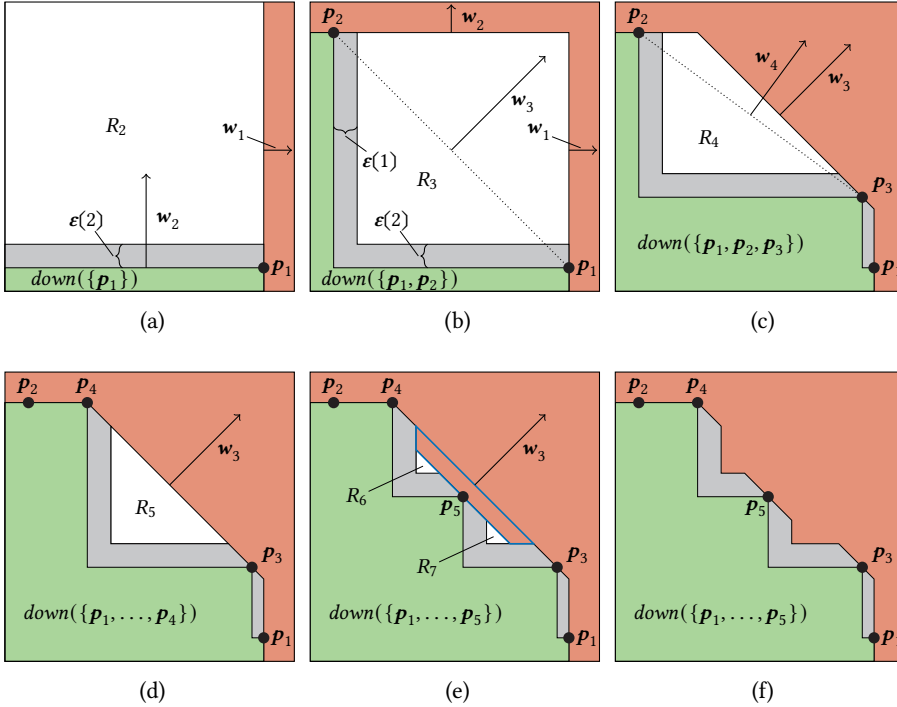 R₂
w₁
ε(2)
w₂
p₁
down({p₁})
(a)
p₂
w₂
w₃
w₁
ε(1)
R₃
ε(2)
p₁
down({p₁, p₂})
(b)
p₂
w₄
w₃
R₄
p₃
down({p₁, p₂, p₃})
p₁
(c)
p₂ p₄
w₃
R₅
p₃
down({p₁, . . . , p₄})
p₁
(d)
p₂ p₄
w₃
R₆
p₅
R₇
p₃
down({p₁, . . . , p₅})
p₁
(e)
p₂ p₄
p₅
p₃
down({p₁, . . . , p₅})
p₁
(f)